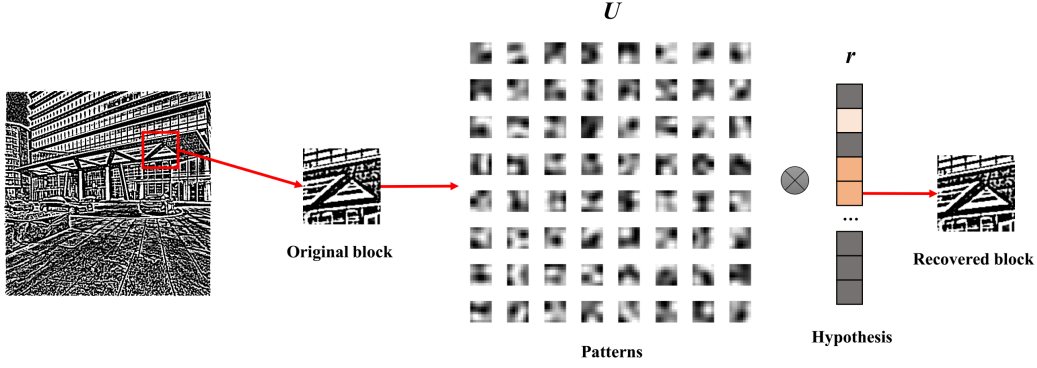 U
r
...
Original block
Recovered block
Hypothesis
Patterns